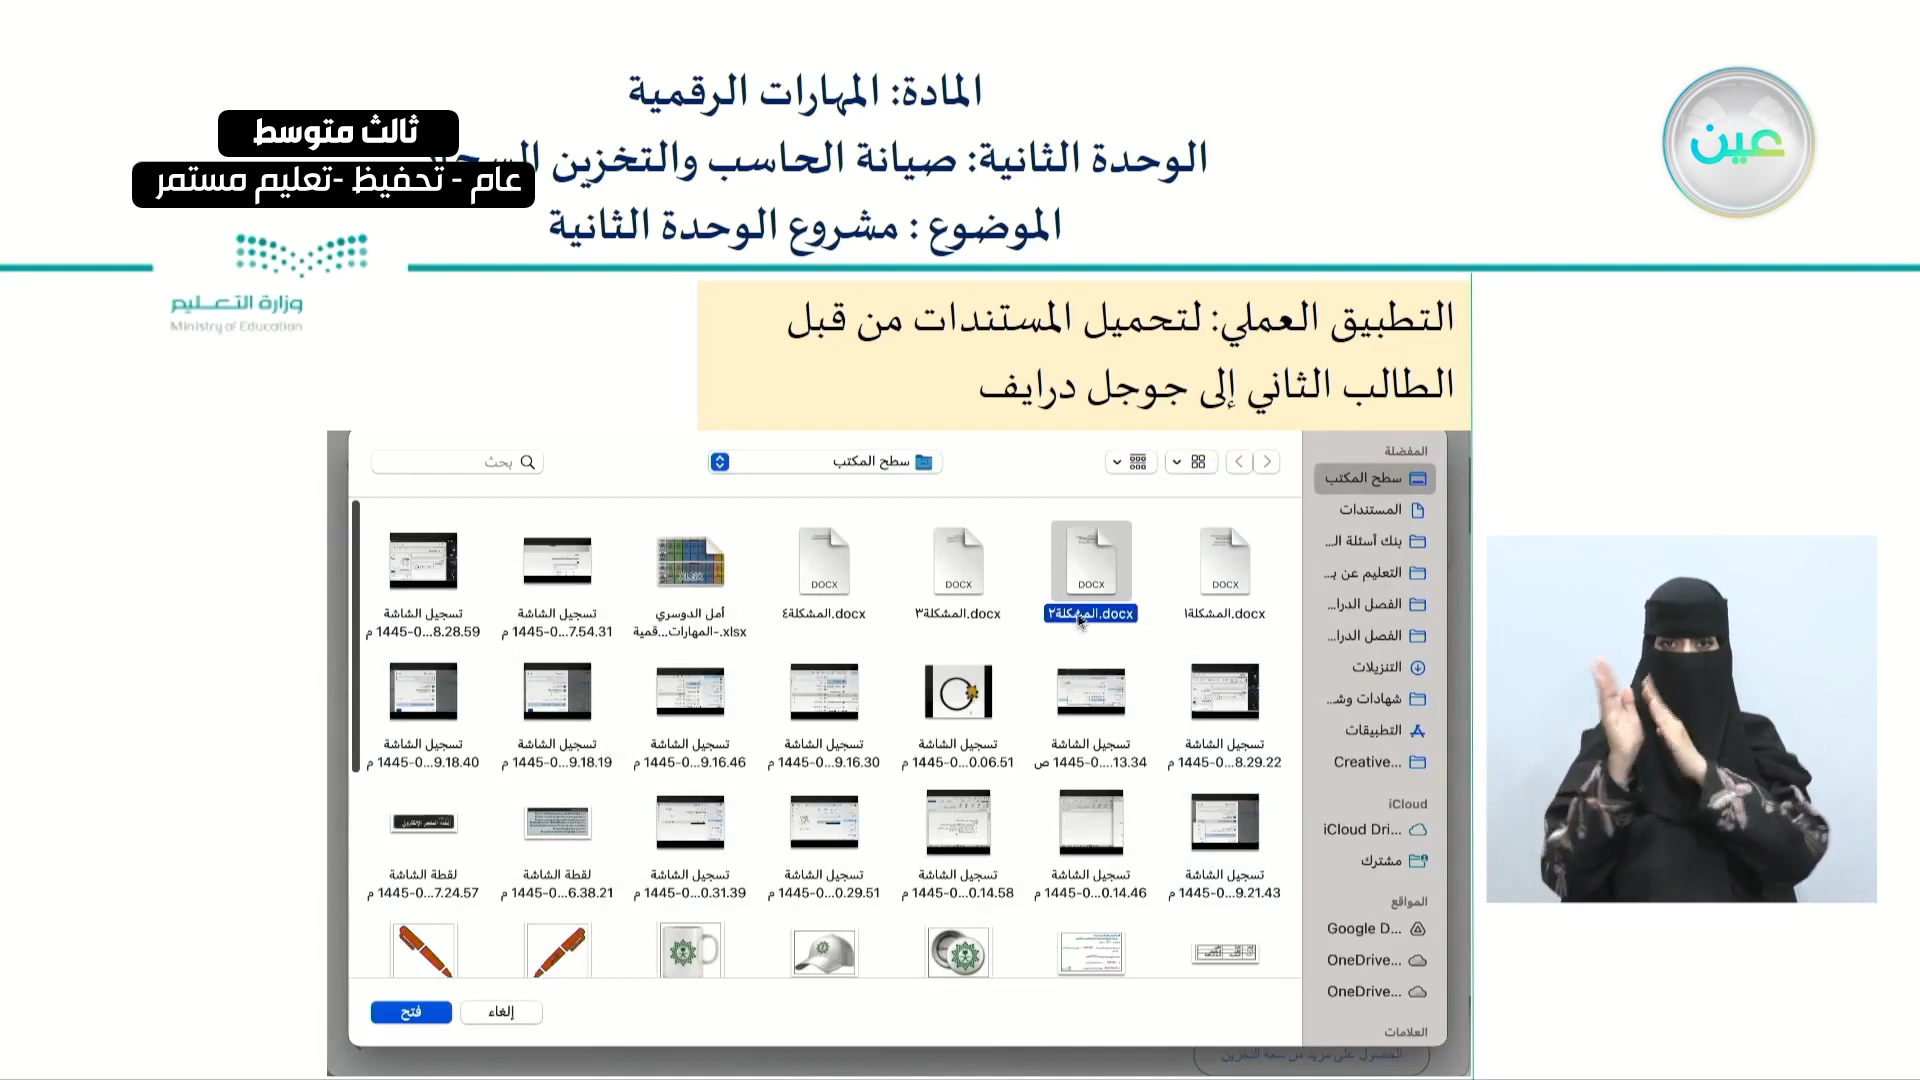 المادة: المهارات الرقمية
الوحدة الثانية: صيانة الحاسب والتخزين
الموضوع : مشروع الوحدة الثانية
ثالث متوسط
عام - تحفيظ -تعليم مستمر
عين
وزارة التعليم
Ministry of Education
التطبيق العملي: لتحميل المستندات من قبل
الطالب الثاني إلى جوجل درايف
سطح المكتب
بحث
المفضلة
سطح المكتب
المستندات
بنك أسئلة الـ...
التعليم عن بـ...
الفصل الدرا...
الفصل الدرا...
التنزيلات
شهادات وشـ...
التطبيقات
Creative...
iCloud
iCloud Dri...
مشترك
المواقع
Google D...
OneDrive...
OneDrive...
العلامات
DOCX
DOCX
DOCX
DOCX
XLSX
المشكلة١.docx
المشكلة٢.docx
المشكلة٣.docx
المشكلة٤.docx
أمل الدوسري
-المهارات...قمية.xlsx
تسجيل الشاشة
1445-0...7.54.31 م
تسجيل الشاشة
1445-0...8.28.59 م
تسجيل الشاشة
1445-0...8.29.22 م
تسجيل الشاشة
1445-0....13.34 ص
تسجيل الشاشة
1445-0...0.06.51 م
تسجيل الشاشة
1445-0...9.16.30 م
تسجيل الشاشة
1445-0...9.16.46 م
تسجيل الشاشة
1445-0...9.18.19 م
تسجيل الشاشة
1445-0...9.18.40 م
تسجيل الشاشة
1445-0...9.21.43 م
تسجيل الشاشة
1445-0...0.14.46 م
تسجيل الشاشة
1445-0...0.14.58 م
تسجيل الشاشة
1445-0...0.29.51 م
تسجيل الشاشة
1445-0...0.31.39 م
لقطة الشاشة
1445-0...6.38.21 م
لقطة الشاشة
1445-0...7.24.57 م
إلغاء
فتح
الحصول على مزيد من سعة التخزين